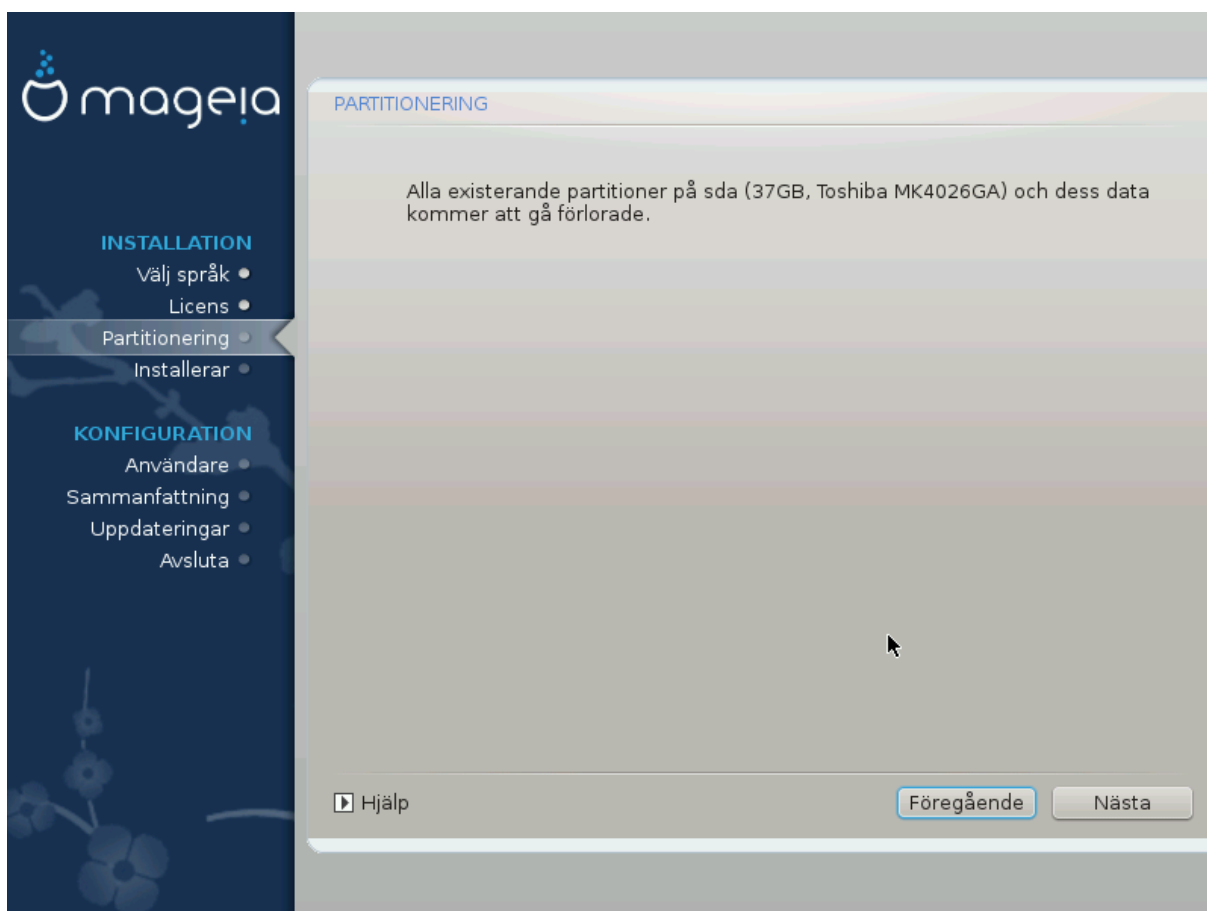 mageia
INSTALLATION
Välj språk
Licens
Partitionering
Installerar
KONFIGURATION
Användare
Sammanfattning
Uppdateringar
Avsluta
PARTITIONERING
Alla existerande partitioner på sda (37GB, Toshiba MK4026GA) och dess data
kommer att gå förlorade.
Hjälp
Föregående
Nästa